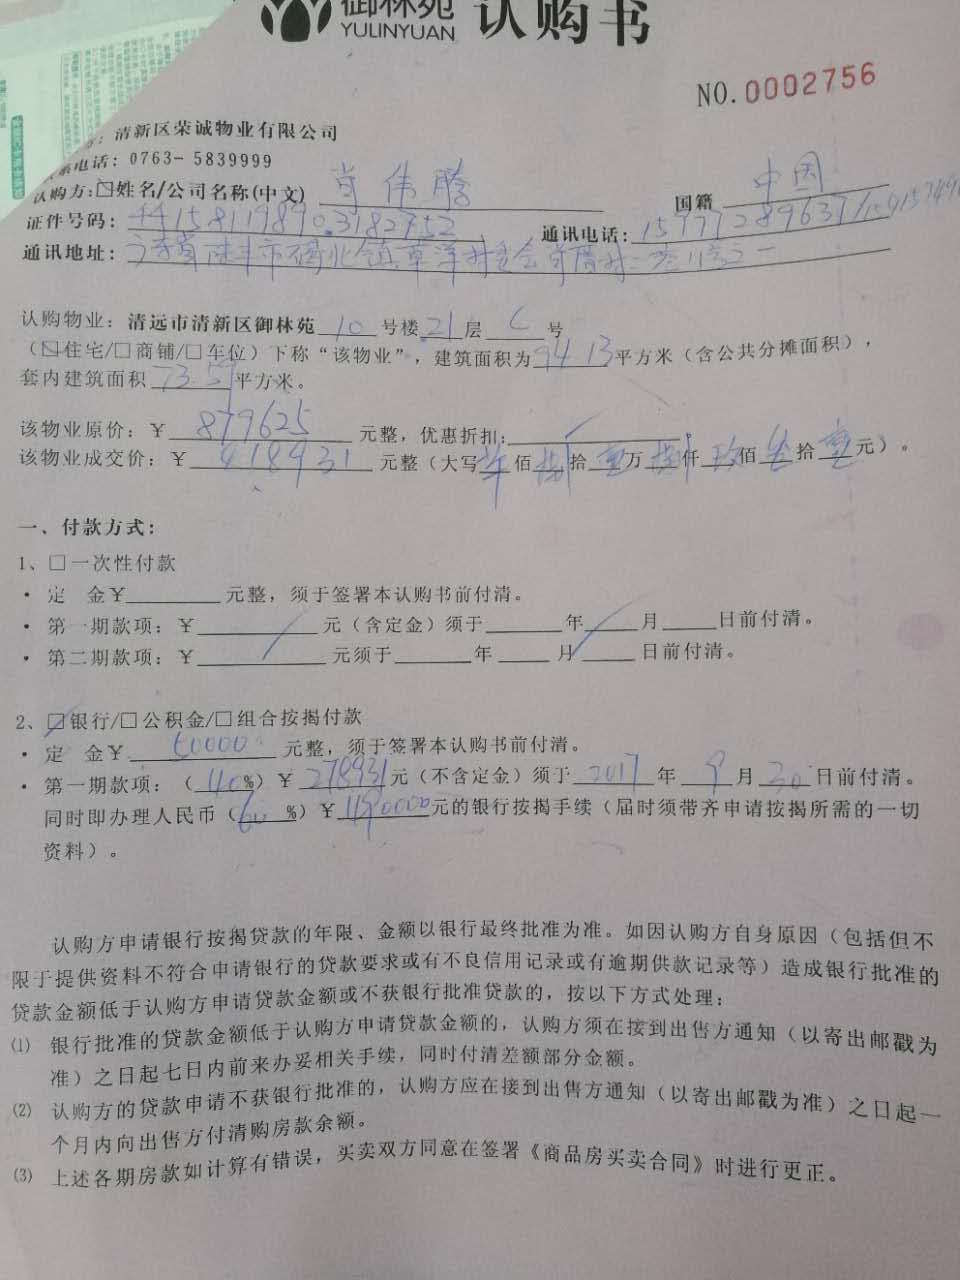 御林苑 认购书
YULINYUAN
NO.0002756
清新区荣诚物业有限公司
电话：0763-5839999
认购方：☑姓名/公司名称(中文) 肖伟腾 国籍 中国
证件号码： 通讯电话：
通讯地址：
认购物业：清远市清新区御林苑 10 号楼 21 层 C 号
（☑住宅/□商铺/□车位）下称“该物业”，建筑面积为 94.13 平方米（含公共分摊面积），
套内建筑面积 73.59 平方米。
该物业原价：¥ 879625 元整，优惠折扣：
该物业成交价：¥ 418931 元整（大写 佰 捌 拾 壹 万 捌 仟 玖 佰 叁 拾 壹 元）。
一、付款方式：
1、□一次性付款
· 定 金¥ 元整，须于签署本认购书前付清。
· 第一期款项：¥ 元（含定金）须于 年 月 日前付清。
· 第二期款项：¥ 元须于 年 月 日前付清。
2、☑银行/□公积金/□组合按揭付款
· 定 金¥ 50000 元整，须于签署本认购书前付清。
· 第一期款项：（ 40 %）¥ 278931 元（不含定金）须于 2017 年 9 月 30 日前付清。
同时即办理人民币（ 60 %）¥ 490000 元的银行按揭手续（届时须带齐申请按揭所需的一切
资料）。
认购方申请银行按揭贷款的年限、金额以银行最终批准为准。如因认购方自身原因（包括但不
限于提供资料不符合申请银行的贷款要求或有不良信用记录或有逾期供款记录等）造成银行批准的
贷款金额低于认购方申请贷款金额或不获银行批准贷款的，按以下方式处理：
⑴ 银行批准的贷款金额低于认购方申请贷款金额的，认购方须在接到出售方通知（以寄出邮戳为
准）之日起七日内前来办妥相关手续，同时付清差额部分金额。
⑵ 认购方的贷款申请不获银行批准的，认购方应在接到出售方通知（以寄出邮戳为准）之日起一
个月内向出售方付清购房款余额。
⑶ 上述各期房款如计算有错误，买卖双方同意在签署《商品房买卖合同》时进行更正。